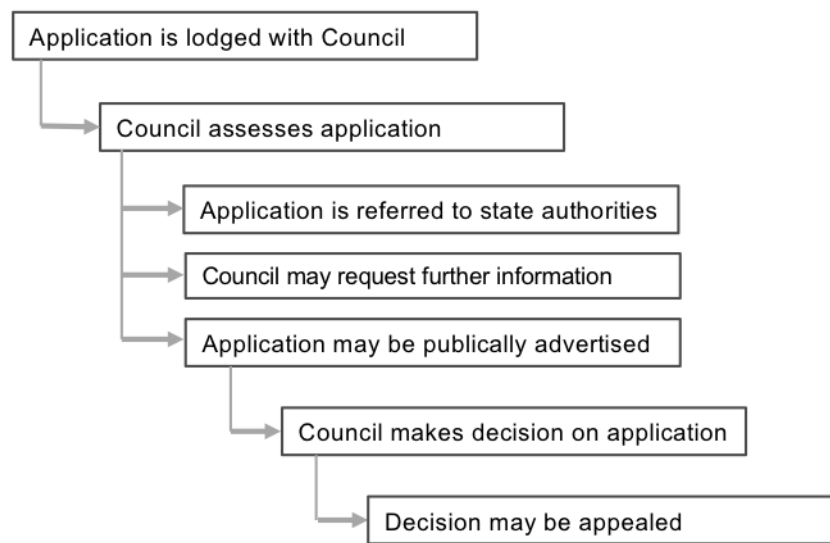 Application is lodged with Council
Council assesses application
Application is referred to state authorities
Council may request further information
Application may be publically advertised
Council makes decision on application
Decision may be appealed